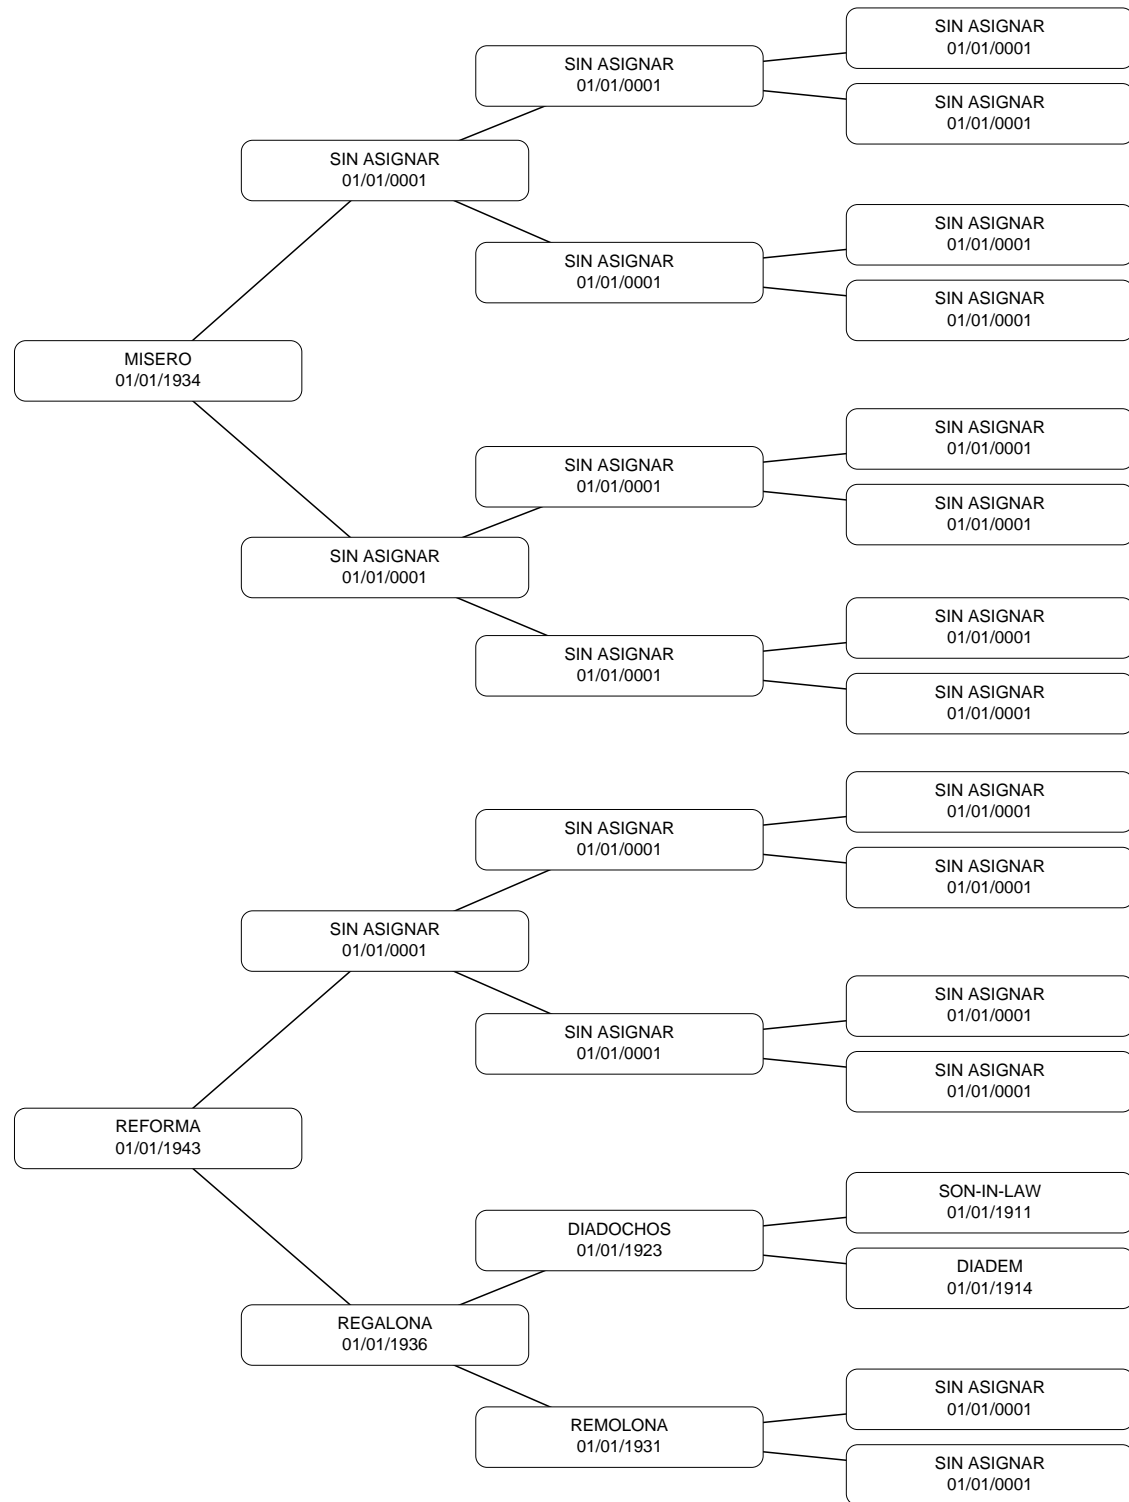 SIN ASIGNAR
01/01/0001
SIN ASIGNAR
01/01/0001
SIN ASIGNAR
01/01/0001
SIN ASIGNAR
01/01/0001
SIN ASIGNAR
01/01/0001
SIN ASIGNAR
01/01/0001
SIN ASIGNAR
01/01/0001
MISERO
01/01/1934
SIN ASIGNAR
01/01/0001
SIN ASIGNAR
01/01/0001
SIN ASIGNAR
01/01/0001
SIN ASIGNAR
01/01/0001
SIN ASIGNAR
01/01/0001
SIN ASIGNAR
01/01/0001
SIN ASIGNAR
01/01/0001
SIN ASIGNAR
01/01/0001
SIN ASIGNAR
01/01/0001
SIN ASIGNAR
01/01/0001
SIN ASIGNAR
01/01/0001
SIN ASIGNAR
01/01/0001
SIN ASIGNAR
01/01/0001
SIN ASIGNAR
01/01/0001
REFORMA
01/01/1943
SON-IN-LAW
01/01/1911
DIADOCHOS
01/01/1923
DIADEM
01/01/1914
REGALONA
01/01/1936
SIN ASIGNAR
01/01/0001
REMOLONA
01/01/1931
SIN ASIGNAR
01/01/0001